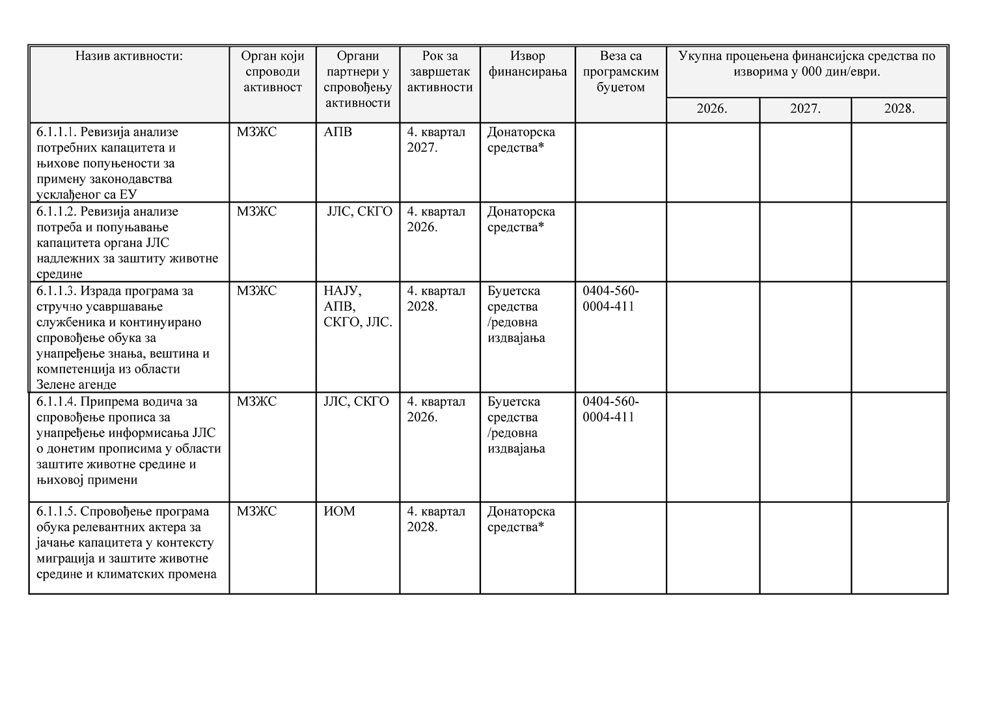 Назив активности:
Орган који
спроводи
активност
Органи
партнери у
спровођењу
активности
Рок за
завршетак
активности
Извор
финансирања
Веза са
програмским
буџетом
Укупна процењена финансијска средства по
изворима у 000 дин/еври.
2026.
2027.
2028.
6.1.1.1. Ревизија анализе
потребних капацитета и
њихове попуњености за
примену законодавства
усклађеног са ЕУ
МЗЖС
АПВ
4. квартал
2027.
Донаторска
средства*
6.1.1.2. Ревизија анализе
потреба и попуњавање
капацитета органа ЈЛС
надлежних за заштиту животне
средине
МЗЖС
ЈЛС, СКГО
4. квартал
2026.
Донаторска
средства*
6.1.1.3. Израда програма за
стручно усавршавање
службеника и континуирано
спровођење обука за
унапређење знања, вештина и
компетенција из области
Зелене агенде
МЗЖС
НАЈУ,
АПВ,
СКГО, ЈЛС.
4. квартал
2028.
Буџетска
средства
/редовна
издвајања
0404-560-
0004-411
6.1.1.4. Припрема водича за
спровођење прописа за
унапређење информисања ЈЛС
о донетим прописима у области
заштите животне средине и
њиховој примени
МЗЖС
ЈЛС, СКГО
4. квартал
2026.
Буџетска
средства
/редовна
издвајања
0404-560-
0004-411
6.1.1.5. Спровођење програма
обука релевантних актера за
јачање капацитета у контексту
миграција и заштите животне
средине и климатских промена
МЗЖС
ИОМ
4. квартал
2028.
Донаторска
средства*